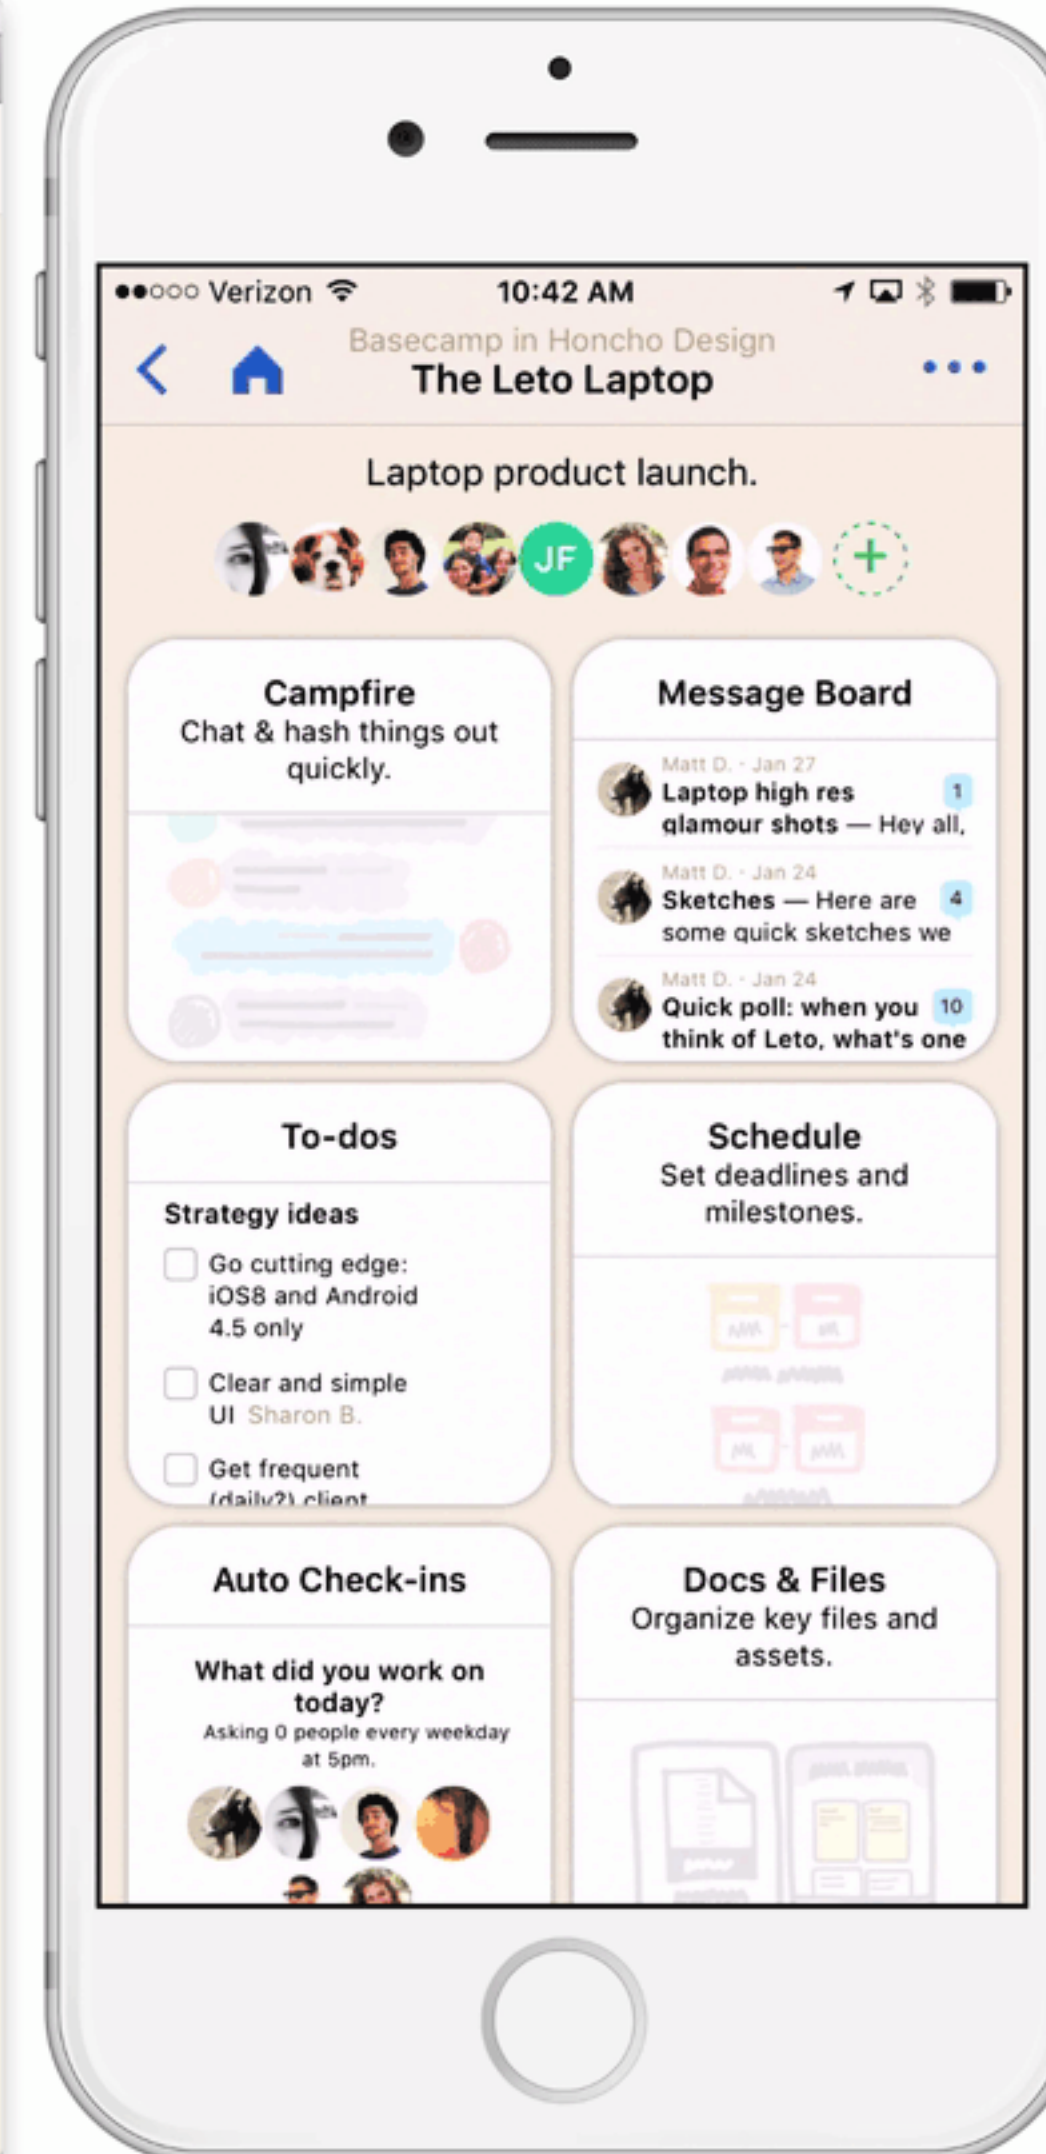 Verizon 10:42 AM
Basecamp in Honcho Design
The Leto Laptop
Laptop product launch.
JF
Campfire
Chat & hash things out
quickly.
Message Board
Matt D. - Jan 27
Laptop high res 1
glamour shots — Hey all,
Matt D. - Jan 24
Sketches — Here are 4
some quick sketches we
Matt D. - Jan 24
Quick poll: when you 10
think of Leto, what's one
To-dos
Strategy ideas
Go cutting edge:
iOS8 and Android
4.5 only
Clear and simple
UI Sharon B.
Get frequent
(daily?) client
Schedule
Set deadlines and
milestones.
Auto Check-ins
What did you work on
today?
Asking 0 people every weekday
at 5pm.
Docs & Files
Organize key files and
assets.